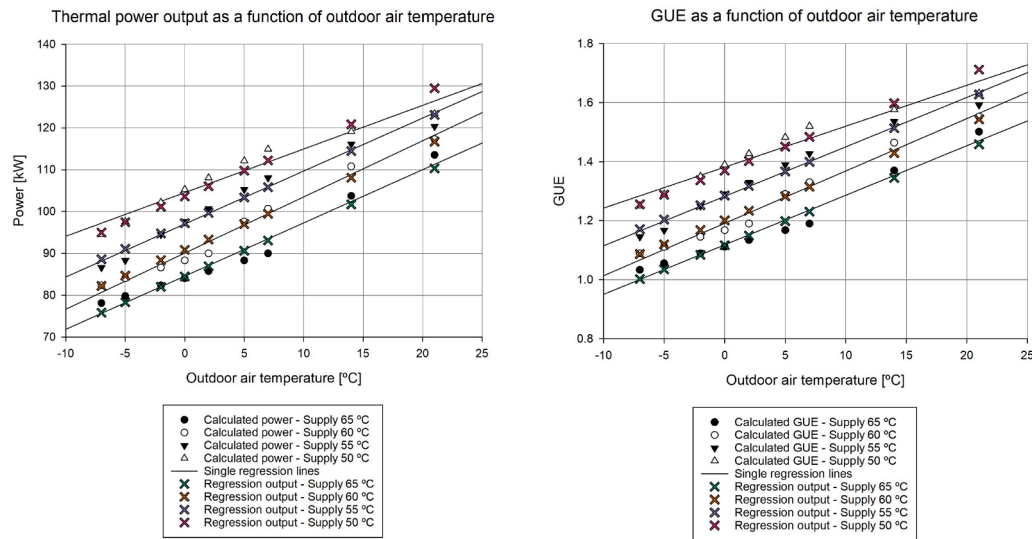 Thermal power output as a function of outdoor air temperature
140
130
120
110
100
90
80
70
Power [kW]
-10 -5 0 5 10 15 20 25
Outdoor air temperature [ºC]
Calculated power - Supply 65 ºC
Calculated power - Supply 60 ºC
Calculated power - Supply 55 ºC
Calculated power - Supply 50 ºC
Single regression lines
Regression output - Supply 65 ºC
Regression output - Supply 60 ºC
Regression output - Supply 55 ºC
Regression output - Supply 50 ºC
GUE as a function of outdoor air temperature
1.8
1.6
1.4
1.2
1.0
0.8
GUE
-10 -5 0 5 10 15 20 25
Outdoor air temperature [ºC]
Calculated GUE - Supply 65 ºC
Calculated GUE - Supply 60 ºC
Calculated GUE - Supply 55 ºC
Calculated GUE - Supply 50 ºC
Single regression lines
Regression output - Supply 65 ºC
Regression output - Supply 60 ºC
Regression output - Supply 55 ºC
Regression output - Supply 50 ºC